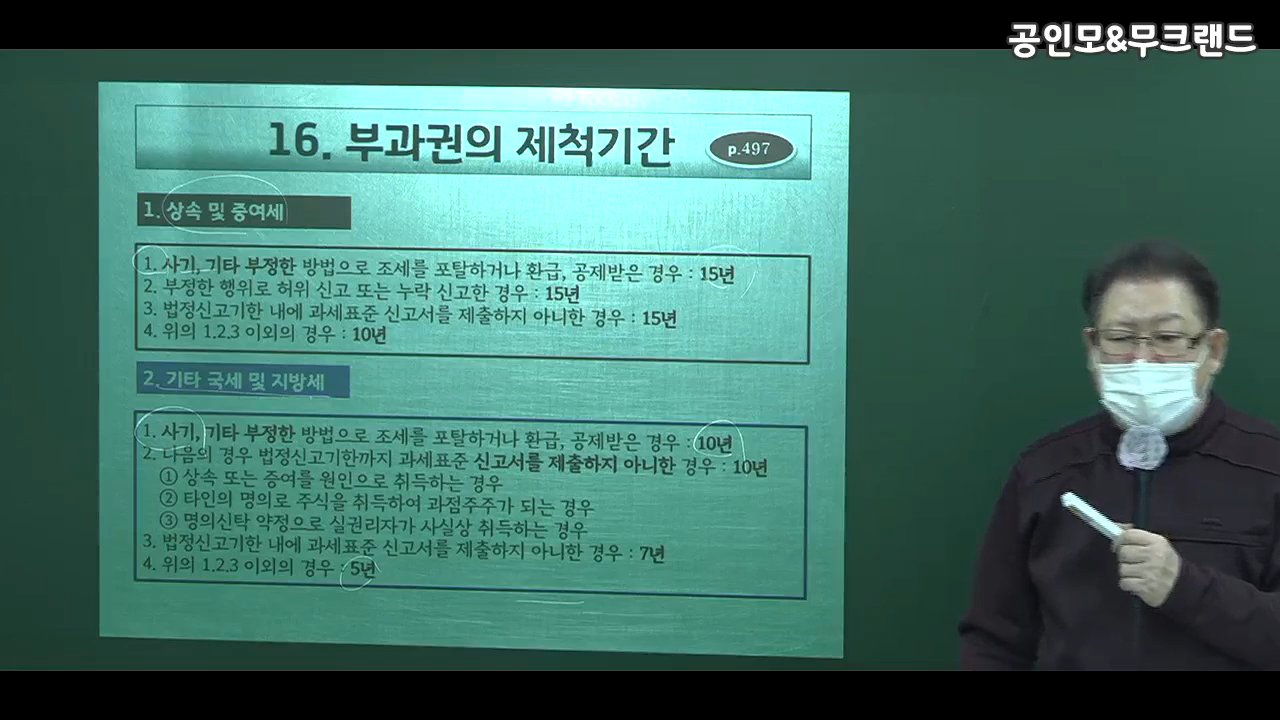 공인모&무크랜드
16. 부과권의 제척기간
p.497
1. 상속 및 증여세
1. 사기, 기타 부정한 방법으로 조세를 포탈하거나 환급, 공제받은 경우 : 15년
2. 부정한 행위로 허위 신고 또는 누락 신고한 경우 : 15년
3. 법정신고기한 내에 과세표준 신고서를 제출하지 아니한 경우 : 15년
4. 위의 1.2.3 이외의 경우 : 10년
2. 기타 국세 및 지방세
1. 사기, 기타 부정한 방법으로 조세를 포탈하거나 환급, 공제받은 경우 : 10년
2. 다음의 경우 법정신고기한까지 과세표준 신고서를 제출하지 아니한 경우 : 10년
① 상속 또는 증여를 원인으로 취득하는 경우
② 타인의 명의로 주식을 취득하여 과점주주가 되는 경우
③ 명의신탁 약정으로 실권리자가 사실상 취득하는 경우
3. 법정신고기한 내에 과세표준 신고서를 제출하지 아니한 경우 : 7년
4. 위의 1.2.3 이외의 경우 : 5년